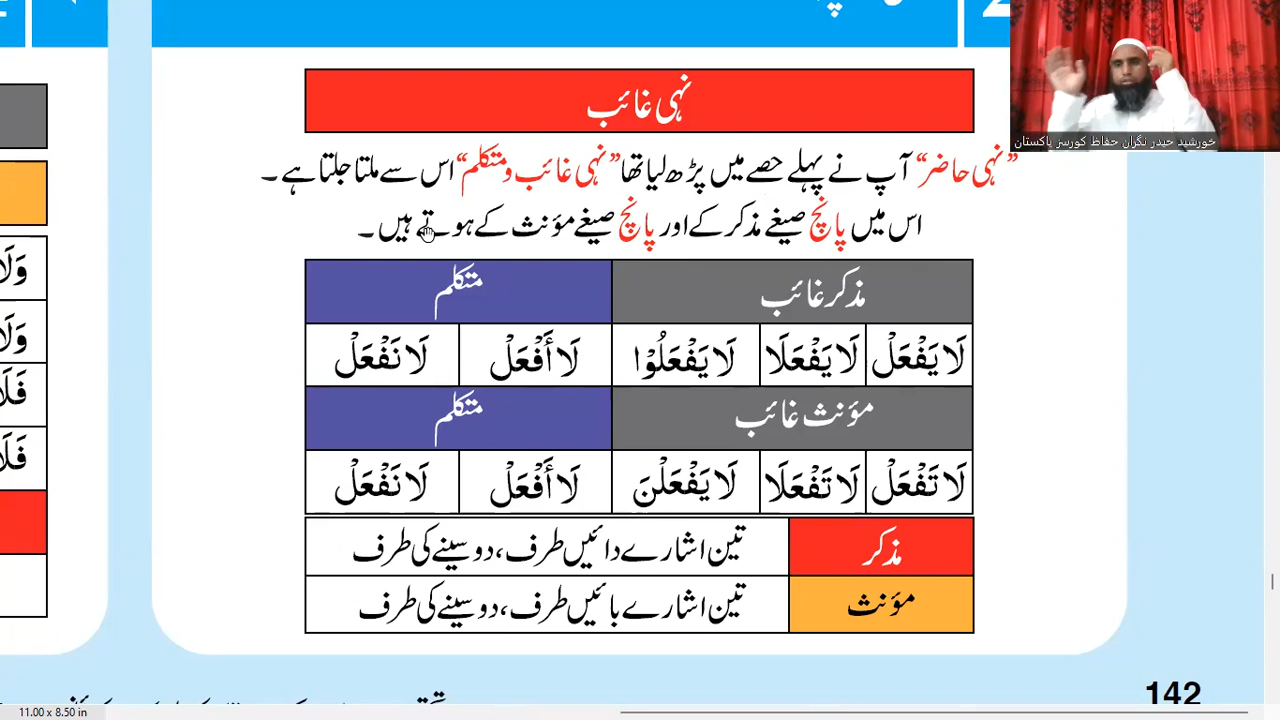 نہی غائب
خورشید حیدر نگران حفاظ کورسز پاکستان
”نہی حاضر“ آپ نے پہلے حصے میں پڑھ لیا تھا ”نہی غائب و متکلم“ اس سے ملتا جلتا ہے۔
اس میں پانچ صیغے مذکر کے اور پانچ صیغے مؤنث کے ہوتے ہیں۔
مذکر غائب متکلم
لَا يَفْعَلْ لَا يَفْعَلَا لَا يَفْعَلُوْا لَا أَفْعَلْ لَا نَفْعَلْ
مؤنث غائب متکلم
لَا تَفْعَلْ لَا تَفْعَلَا لَا يَفْعَلْنَ لَا أَفْعَلْ لَا نَفْعَلْ
مذکر تین اشارے دائیں طرف، دو سینے کی طرف
مؤنث تین اشارے بائیں طرف، دو سینے کی طرف
وَلَا
وَلَا
فَلَا
فَلَا
142
11.00 x 8.50 in